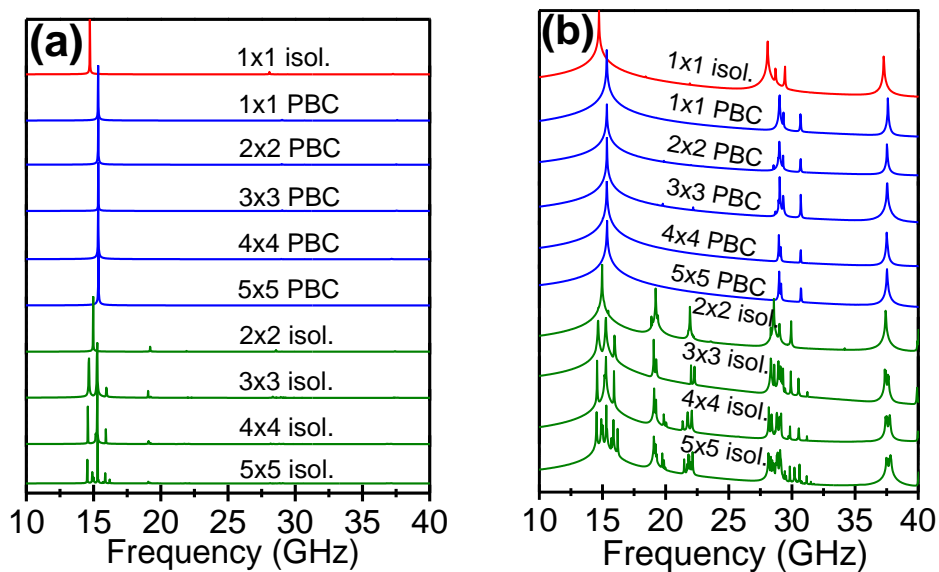 (a)
1x1 isol.
1x1 PBC
2x2 PBC
3x3 PBC
4x4 PBC
5x5 PBC
2x2 isol.
3x3 isol.
4x4 isol.
5x5 isol.
10 15 20 25 30 35 40
Frequency (GHz)
(b)
1x1 isol.
1x1 PBC
2x2 PBC
3x3 PBC
4x4 PBC
5x5 PBC
2x2 isol.
3x3 isol.
4x4 isol.
5x5 isol.
10 15 20 25 30 35 40
Frequency (GHz)